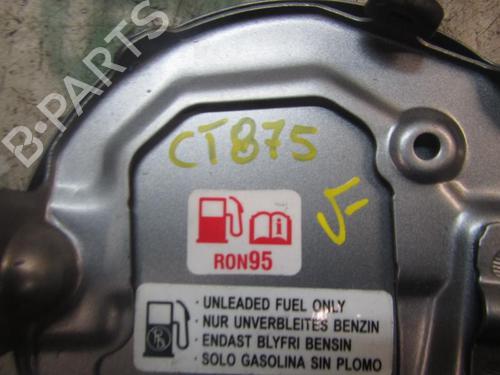 B-PARTS
CT875
RON95
· UNLEADED FUEL ONLY
· NUR UNVERBLEITES BENZIN
· ENDAST BLYFRI BENSIN
· SOLO GASOLINA SIN PLOMO